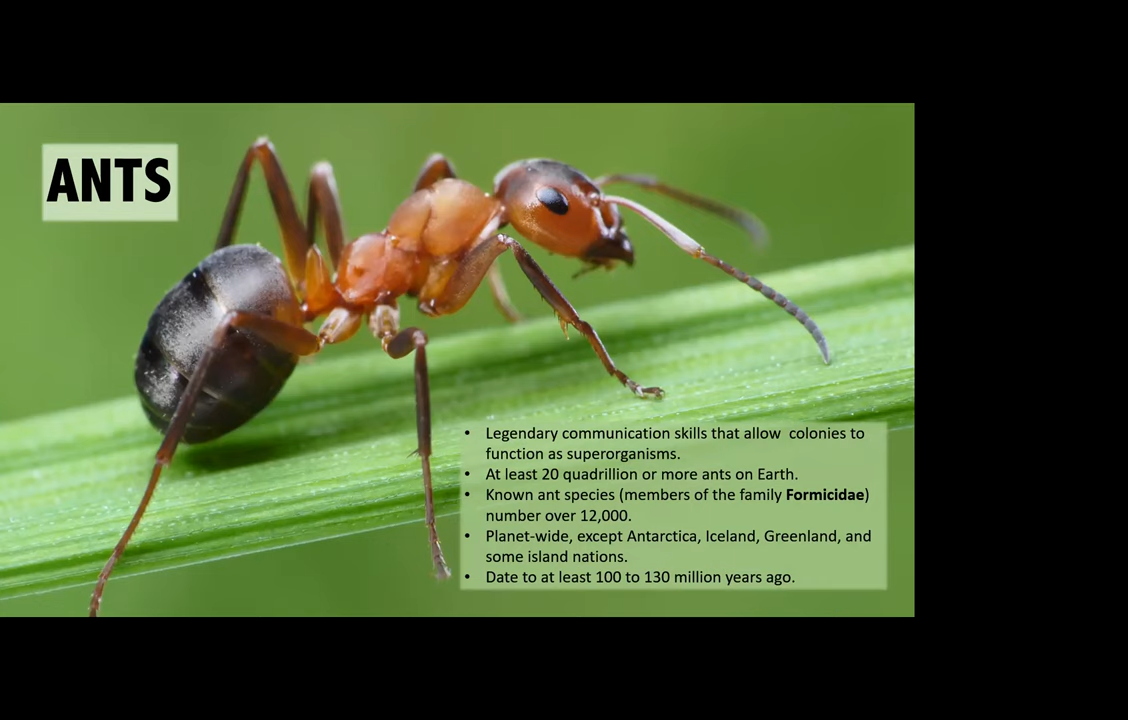 ANTS
• Legendary communication skills that allow  colonies to
function as superorganisms.
• At least 20 quadrillion or more ants on Earth.
• Known ant species (members of the family Formicidae)
number over 12,000.
• Planet-wide, except Antarctica, Iceland, Greenland, and
some island nations.
• Date to at least 100 to 130 million years ago.